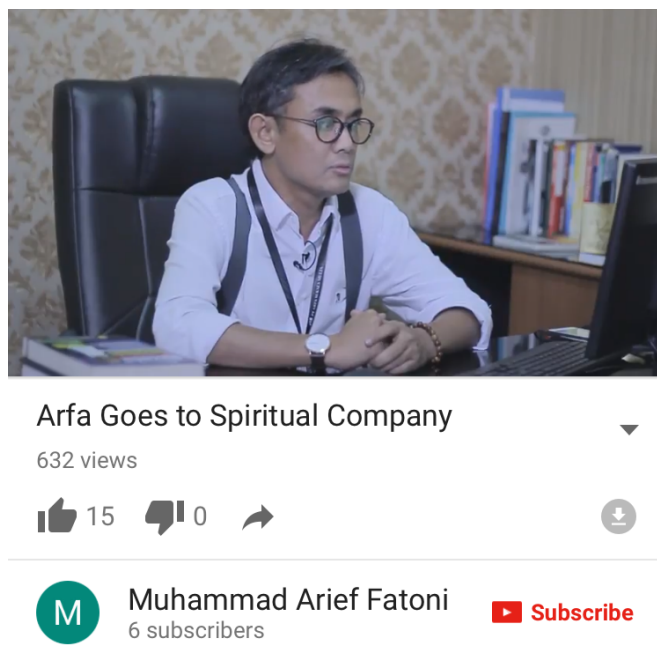 Arfa Goes to Spiritual Company
632 views
15
0
M
Muhammad Arief Fatoni
Subscribe
6 subscribers